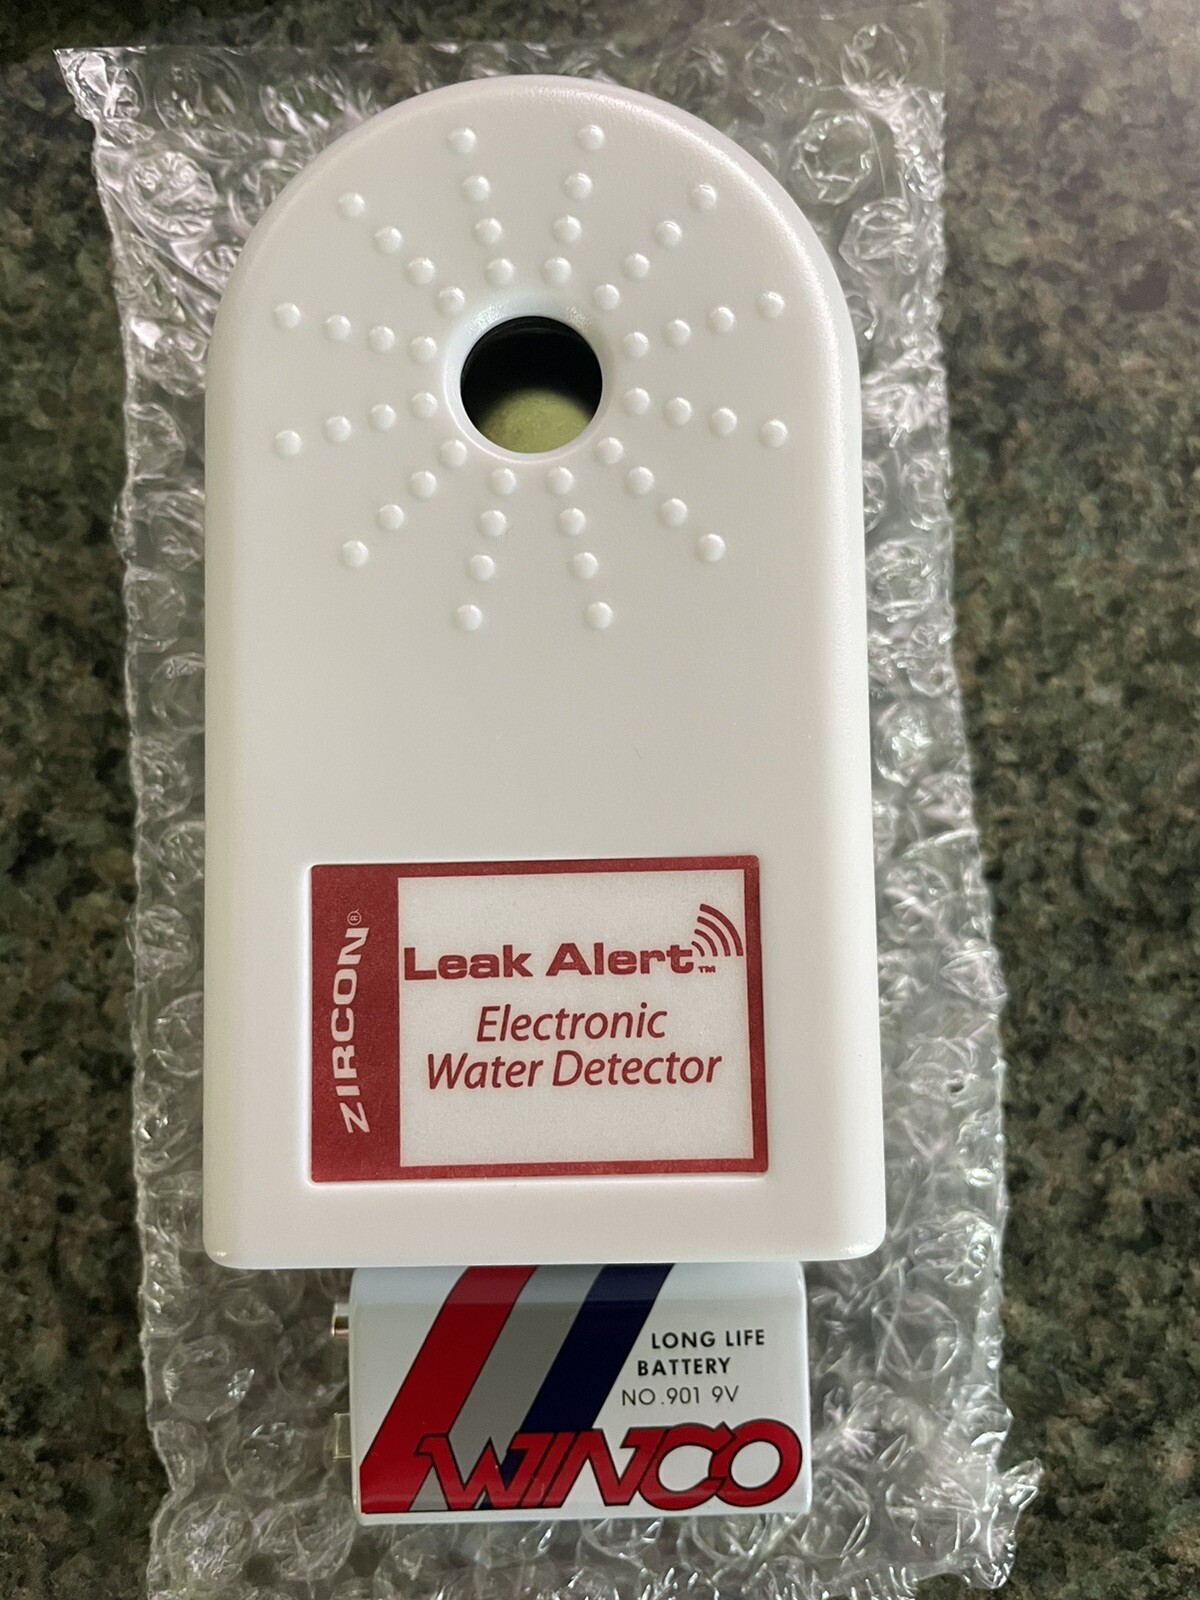 ZIRCON®
Leak Alert™
Electronic
Water Detector
LONG LIFE
BATTERY
NO.901 9V
WINCO